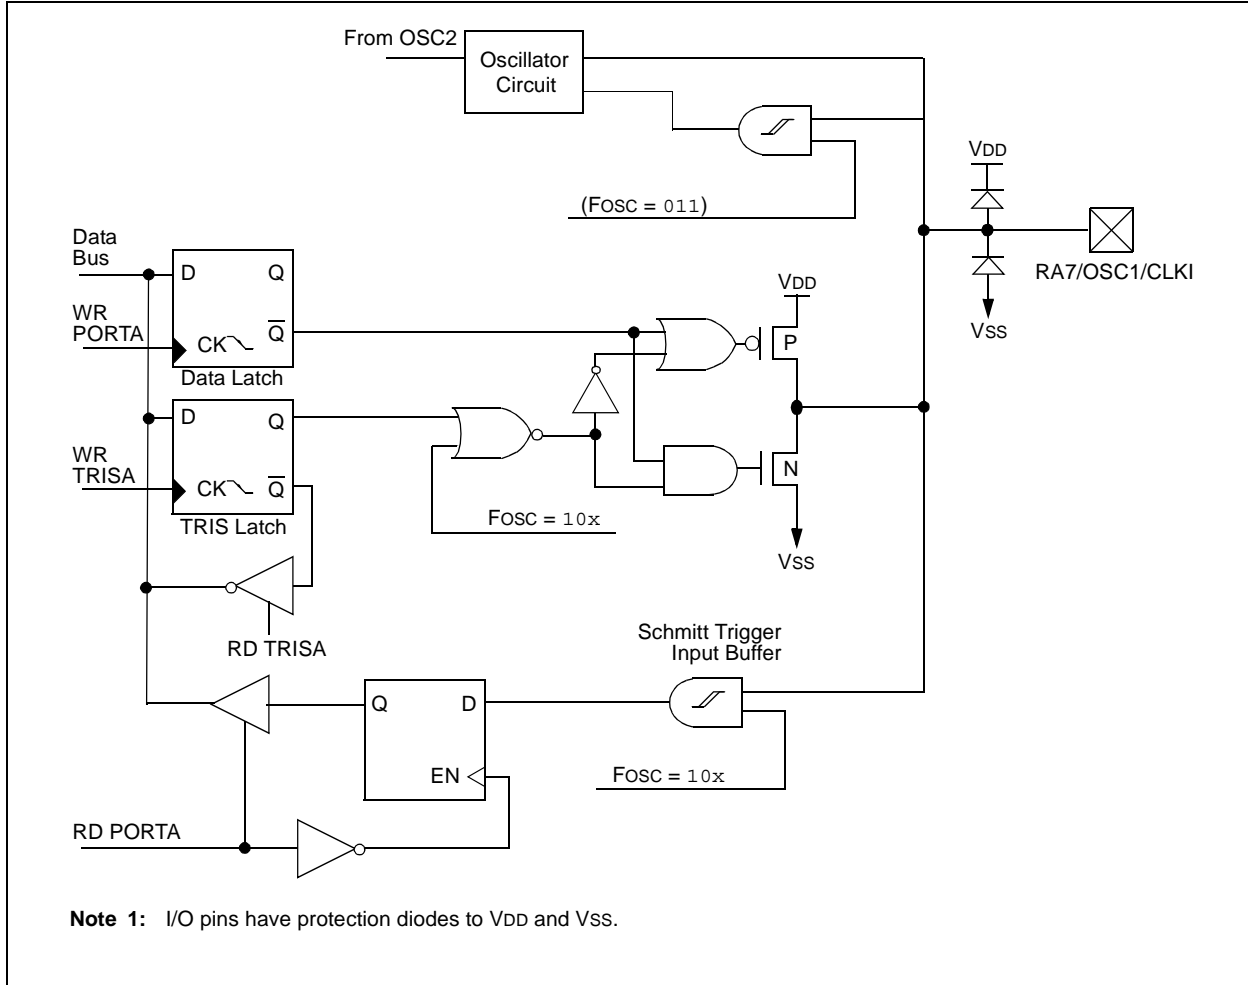 From OSC2
Oscillator
Circuit
VDD
(FOSC = 011)
RA7/OSC1/CLKI
VSS
Data
Bus
D
Q
WR
PORTA
CK
Q
Data Latch
VDD
P
D
Q
WR
TRISA
CK
Q
TRIS Latch
FOSC = 10x
N
VSS
RD TRISA
Schmitt Trigger
Input Buffer
Q
D
EN
FOSC = 10x
RD PORTA
Note 1: I/O pins have protection diodes to VDD and VSS.